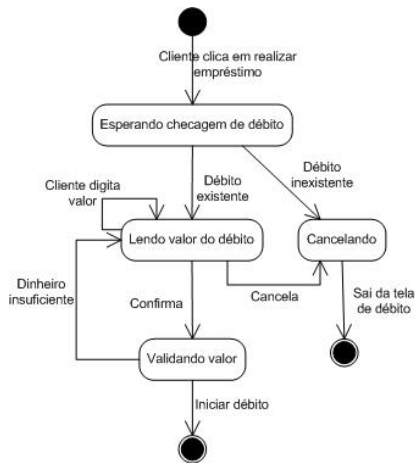 Cliente clica em realizar
empréstimo
Esperando checagem de débito
Cliente digita
valor
Débito
existente
Débito
inexistente
Lendo valor do débito
Cancelando
Dinheiro
insuficiente
Confirma
Cancela
Sai da tela
de débito
Validando valor
Iniciar débito